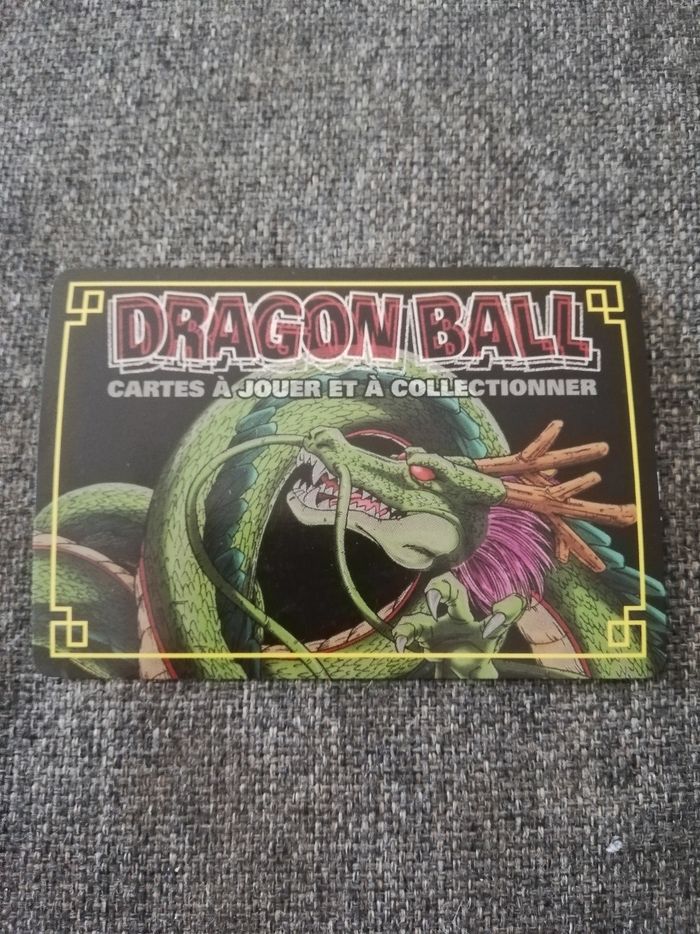 DRAGON BALL
CARTES À JOUER ET À COLLECTIONNER